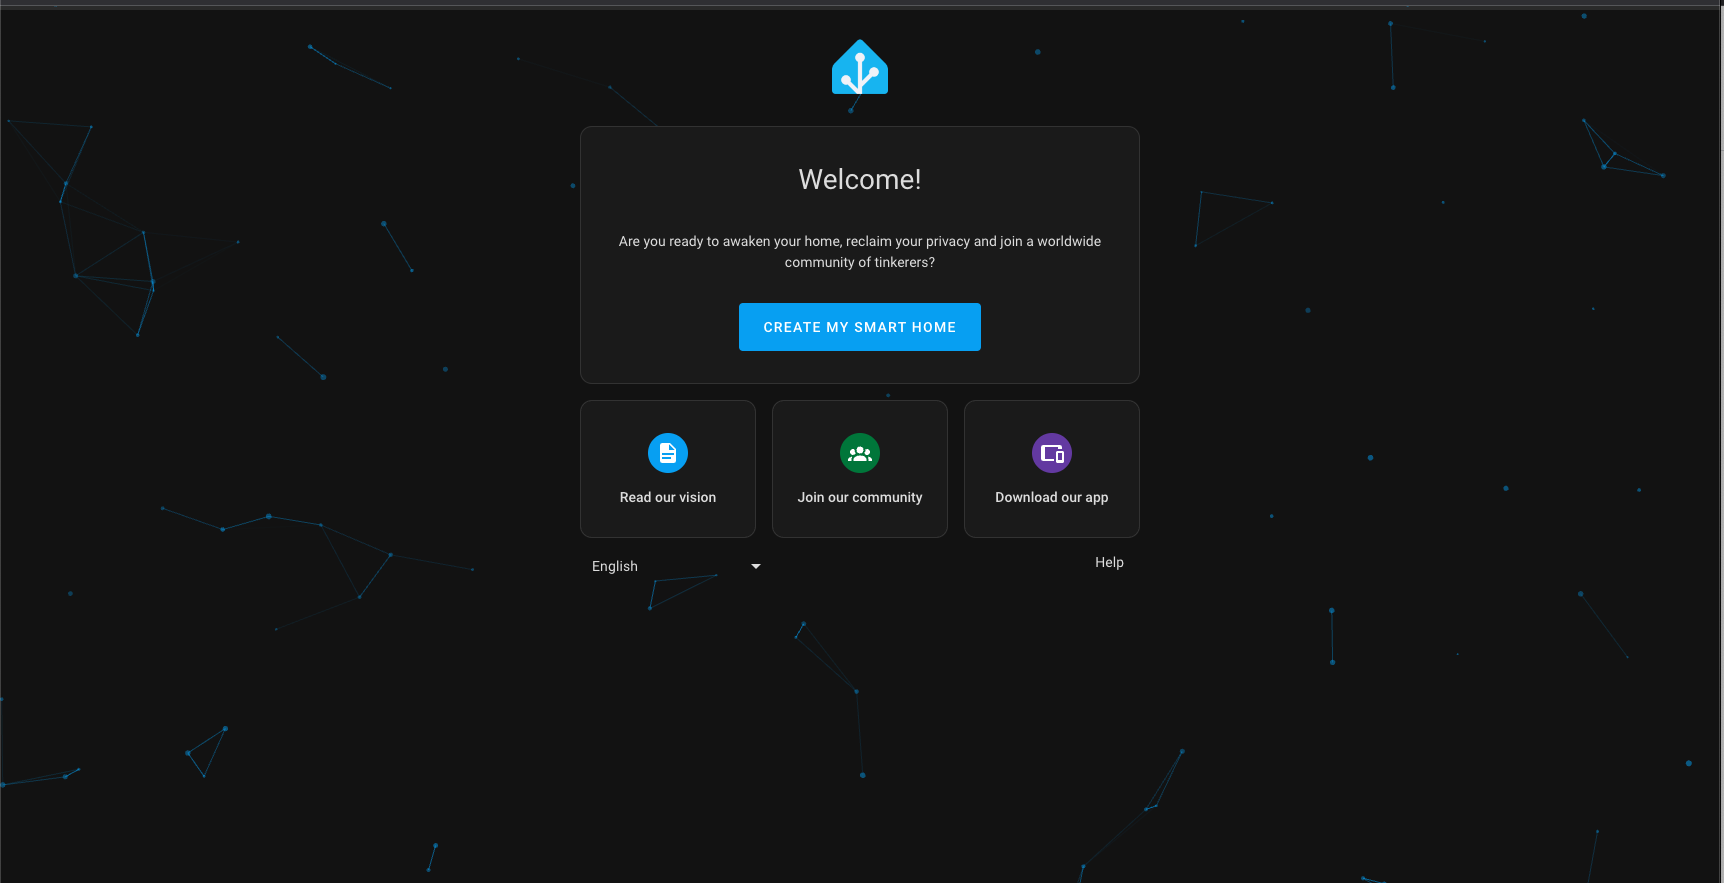 Welcome!
Are you ready to awaken your home, reclaim your privacy and join a worldwide
community of tinkerers?
CREATE MY SMART HOME
Read our vision
Join our community
Download our app
English
Help